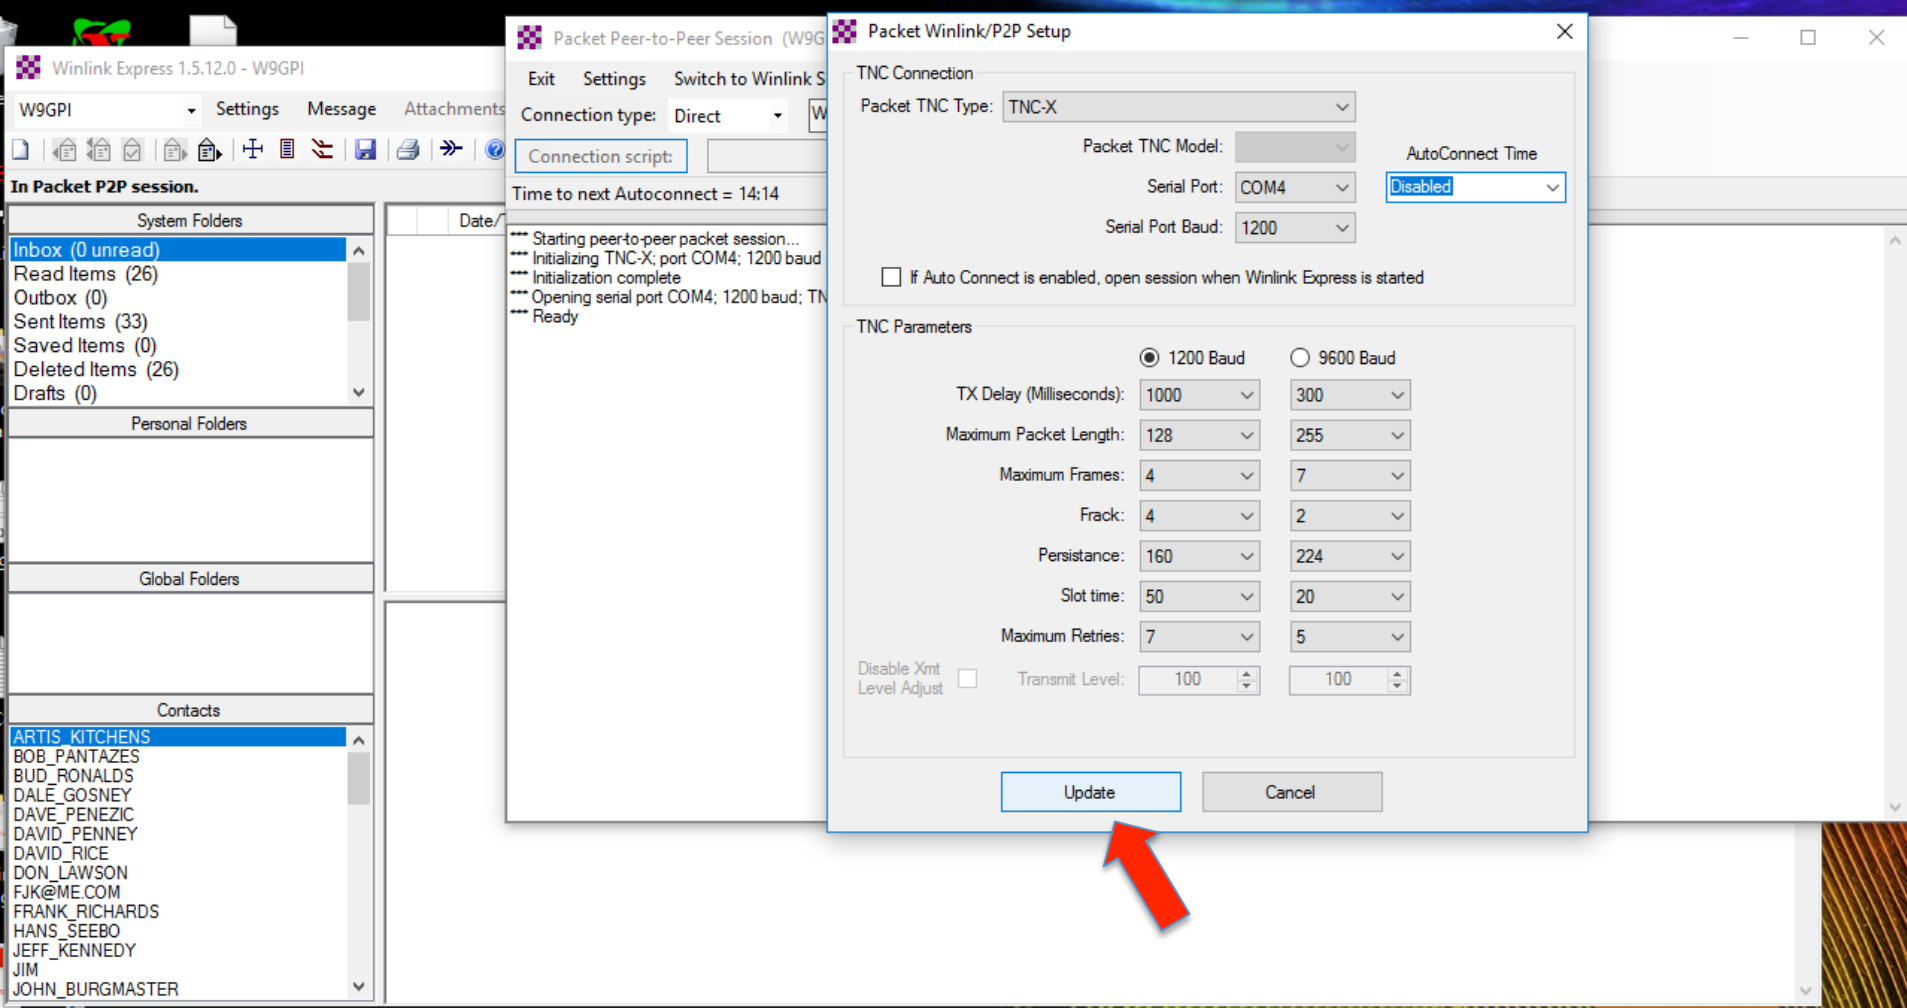 Winlink Express 1.5.12.0 - W9GPI
W9GPI
Settings
Message
Attachments
In Packet P2P session.
System Folders
Inbox (0 unread)
Read Items (26)
Outbox (0)
Sent Items (33)
Saved Items (0)
Deleted Items (26)
Drafts (0)
Personal Folders
Global Folders
Contacts
ARTIS_KITCHENS
BOB_PANTAZES
BUD_RONALDS
DALE_GOSNEY
DAVE_PENEZIC
DAVID_PENNEY
DAVID_RICE
DON_LAWSON
FJK@ME.COM
FRANK_RICHARDS
HANS_SEEBO
JEFF_KENNEDY
JIM
JOHN_BURGMASTER
Date/
Packet Peer-to-Peer Session (W9G
Exit
Settings
Switch to Winlink S
Connection type:
Direct
W
Connection script:
Time to next Autoconnect = 14:14
*** Starting peer-to-peer packet session...
*** Initializing TNC-X; port COM4; 1200 baud
*** Initialization complete
*** Opening serial port COM4; 1200 baud; TN
*** Ready
Packet Winlink/P2P Setup
TNC Connection
Packet TNC Type:
TNC-X
Packet TNC Model:
AutoConnect Time
Serial Port:
COM4
Disabled
Serial Port Baud:
1200
If Auto Connect is enabled, open session when Winlink Express is started
TNC Parameters
1200 Baud
9600 Baud
TX Delay (Milliseconds):
1000
300
Maximum Packet Length:
128
255
Maximum Frames:
4
7
Frack:
4
2
Persistance:
160
224
Slot time:
50
20
Maximum Retries:
7
5
Disable Xmt
Level Adjust
Transmit Level:
100
100
Update
Cancel